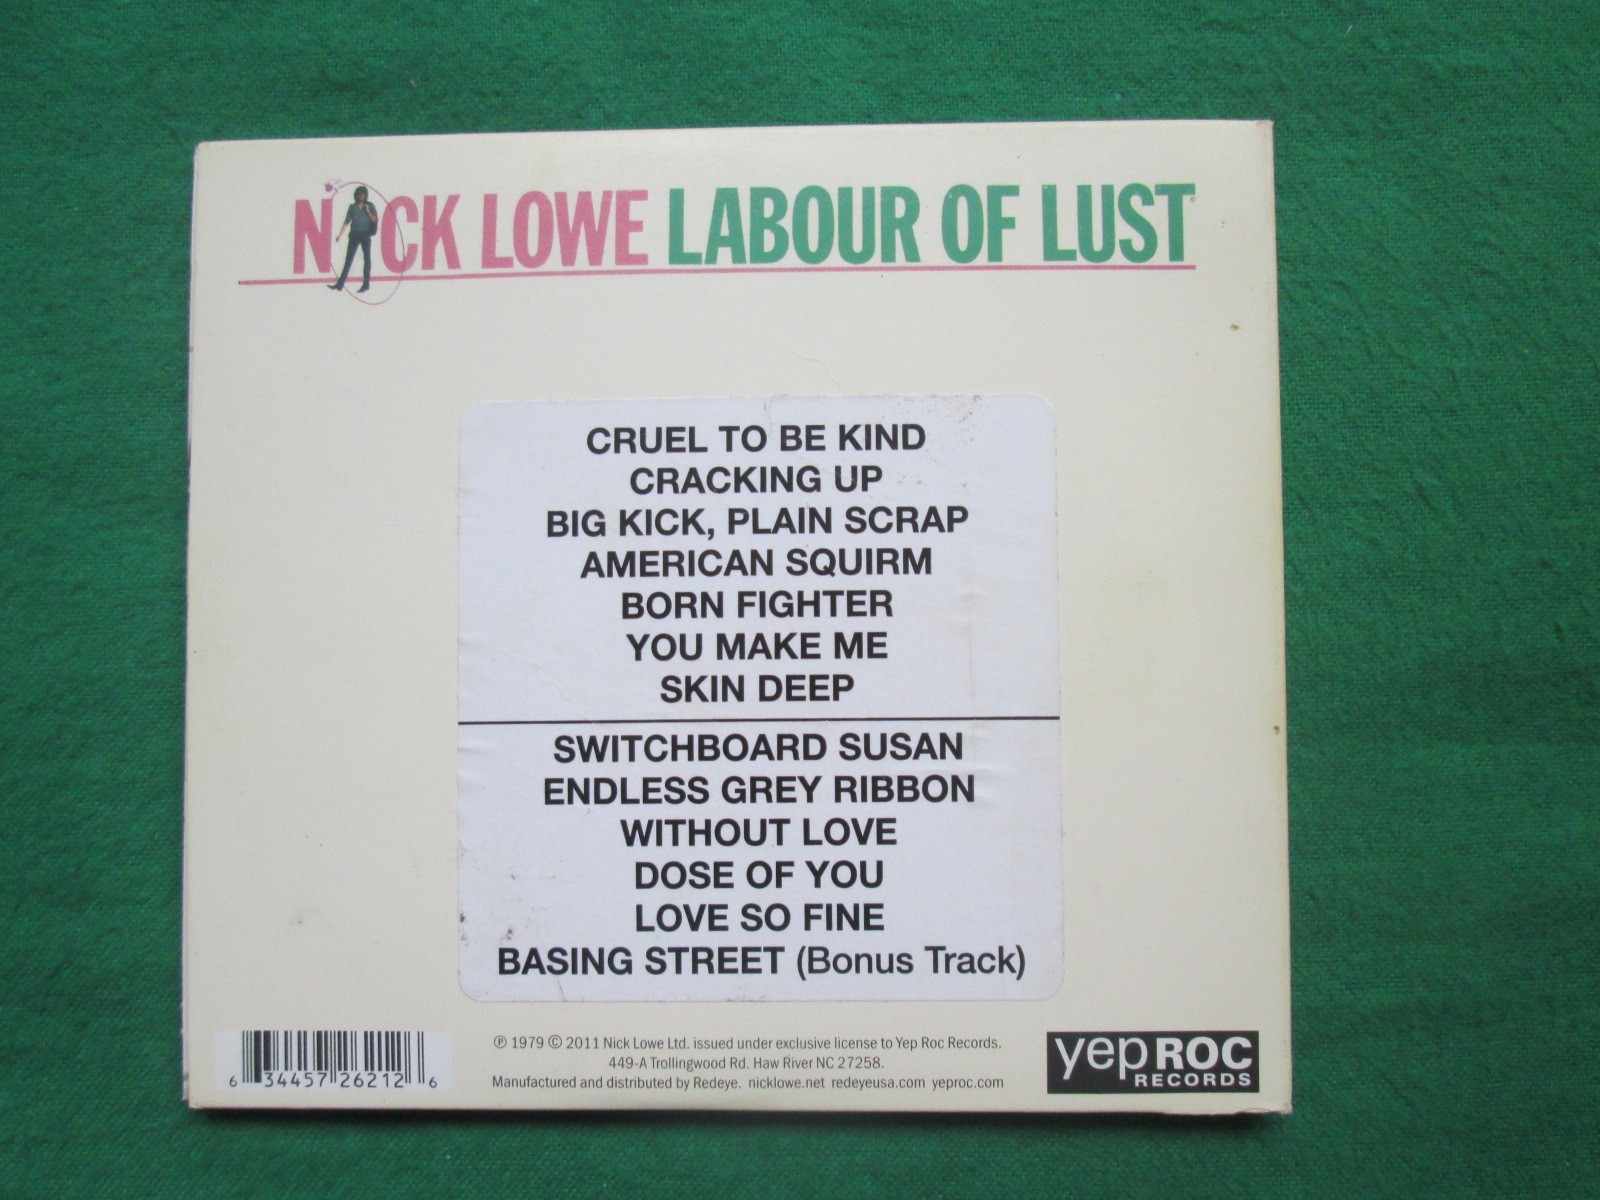 NICK LOWE LABOUR OF LUST
CRUEL TO BE KIND
CRACKING UP
BIG KICK, PLAIN SCRAP
AMERICAN SQUIRM
BORN FIGHTER
YOU MAKE ME
SKIN DEEP
SWITCHBOARD SUSAN
ENDLESS GREY RIBBON
WITHOUT LOVE
DOSE OF YOU
LOVE SO FINE
BASING STREET (Bonus Track)
6 34457 26212 6
℗ 1979 © 2011 Nick Lowe Ltd. issued under exclusive license to Yep Roc Records.
449-A Trollingwood Rd. Haw River NC 27258.
Manufactured and distributed by Redeye. nicklowe.net redeyeusa.com yeproc.com
yep ROC
RECORDS